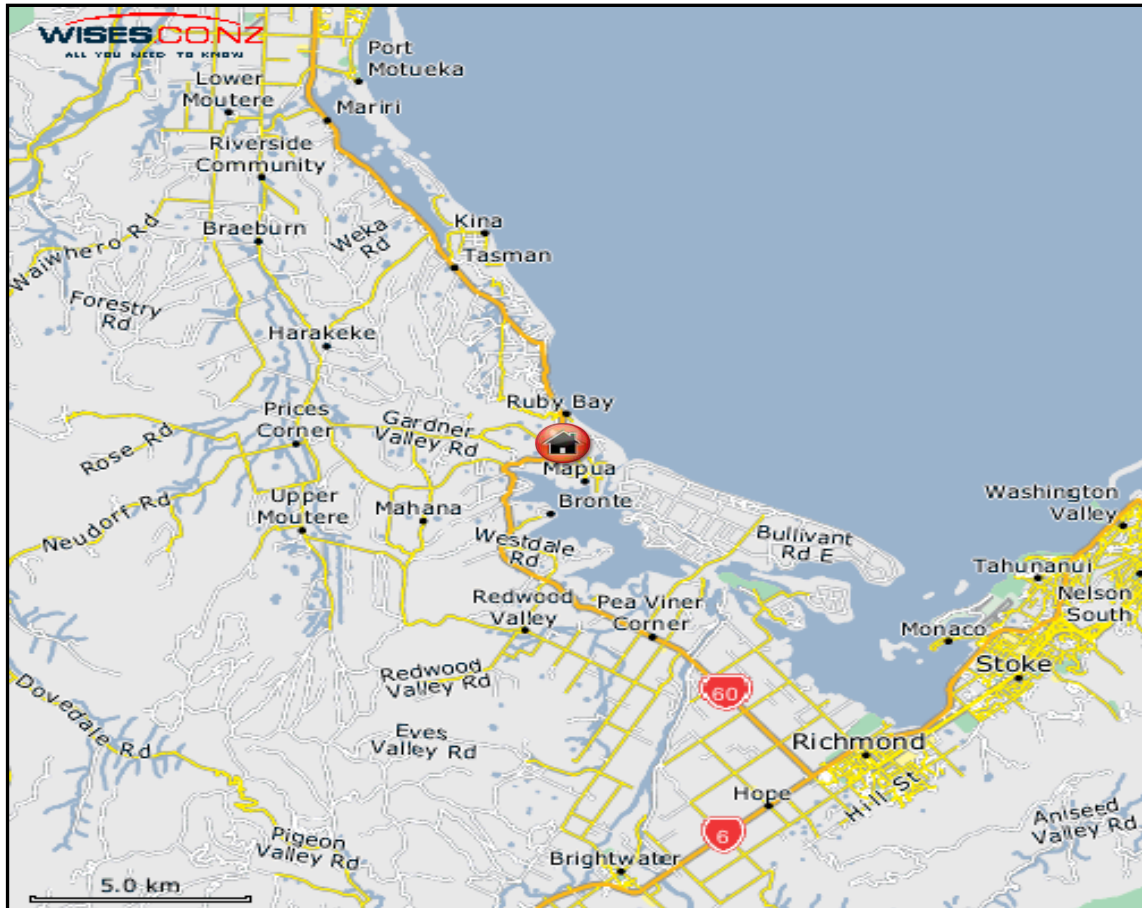 WISES.CO.NZ
ALL YOU NEED TO KNOW
Port
Motueka
Lower
Moutere
Mariri
Riverside
Community
Kina
Braeburn
Weka
Rd
Waiwhero Rd
Tasman
Forestry
Rd
Harakeke
Ruby Bay
Prices
Corner
Gardner
Valley Rd
Rose Rd
Mapua
Washington
Valley
Upper
Moutere
Mahana
Bronte
Neudorf Rd
Westdale
Rd
Bullivant
Rd E
Tahunanui
Redwood
Valley
Pea Viner
Corner
Nelson
South
Monaco
Stoke
Redwood
Valley Rd
60
Dovedale Rd
Eves
Valley Rd
Richmond
Hope
Hill St
Aniseed
Valley Rd
6
Pigeon
Valley Rd
Brightwater
5.0 km